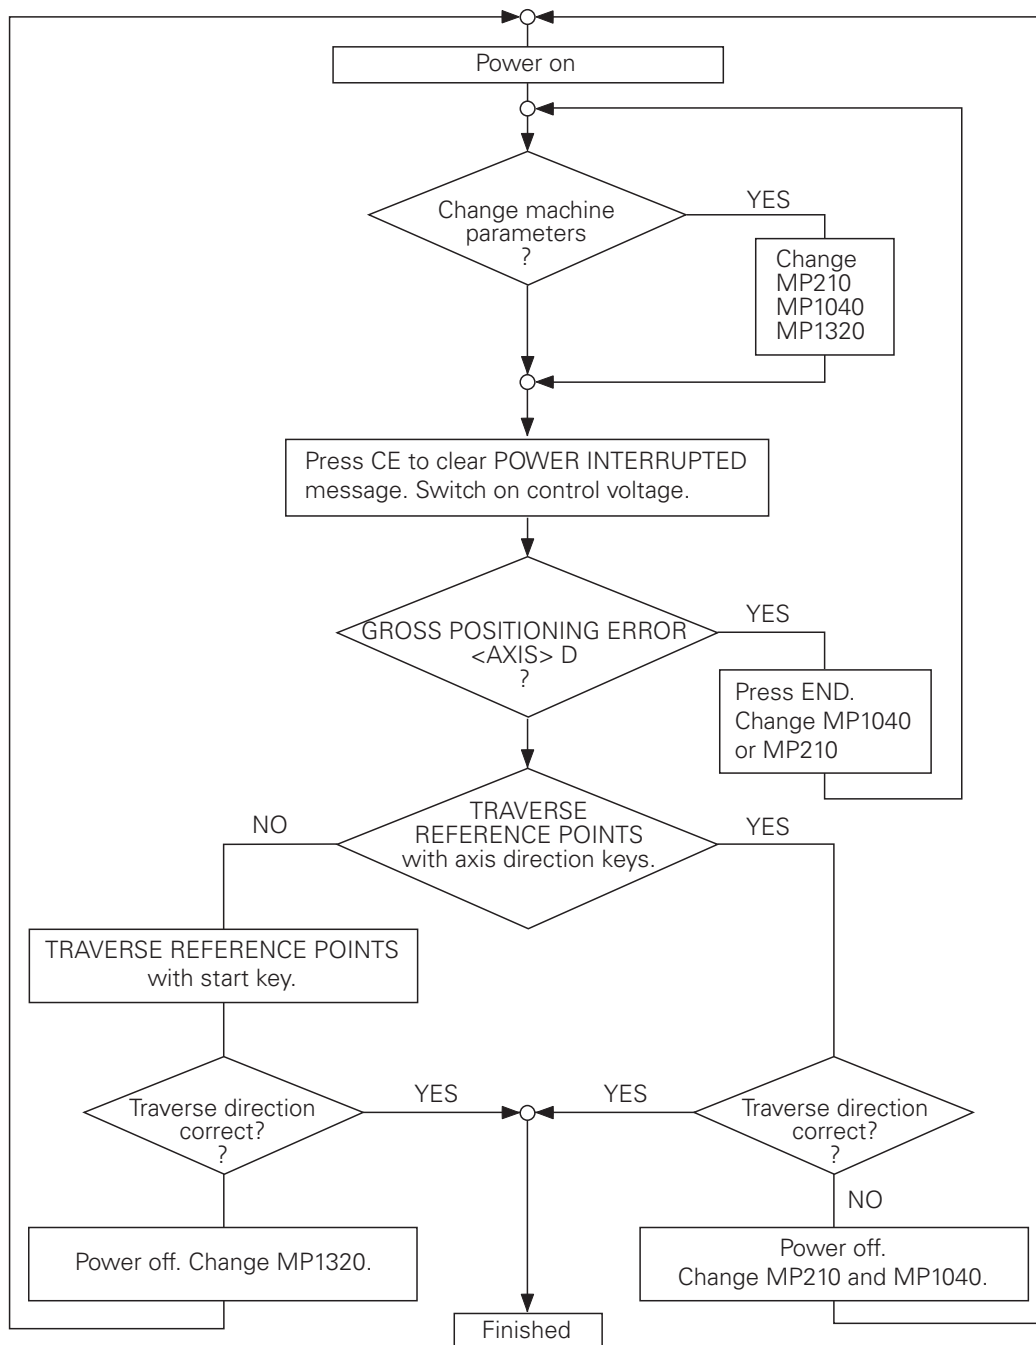 Power on
Change machine
parameters
?
YES
Change
MP210
MP1040
MP1320
Press CE to clear POWER INTERRUPTED
message. Switch on control voltage.
GROSS POSITIONING ERROR
<AXIS> D
?
YES
Press END.
Change MP1040
or MP210
TRAVERSE
REFERENCE POINTS
with axis direction keys.
NO
YES
TRAVERSE REFERENCE POINTS
with start key.
Traverse direction
correct?
?
YES
YES
Traverse direction
correct?
?
NO
Power off. Change MP1320.
Power off.
Change MP210 and MP1040.
Finished